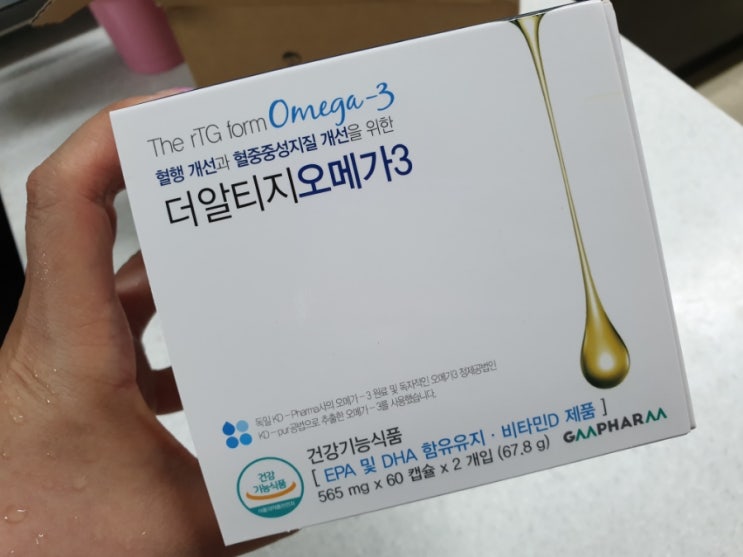 The rTG form Omega-3
혈행 개선과 혈중중성지질 개선을 위한
더알티지오메가3
독일 KD-Pharma사의 오메가-3 원료 및 독자적인 오메가3 정제공법인
KD-pur공법으로 추출한 오메가-3를 사용했습니다.
건강기능식품
[ EPA 및 DHA 함유유지 · 비타민D 제품 ]
565 mg x 60 캡슐 x 2 개입 (67.8 g)
GMPHARM
건강
기능식품